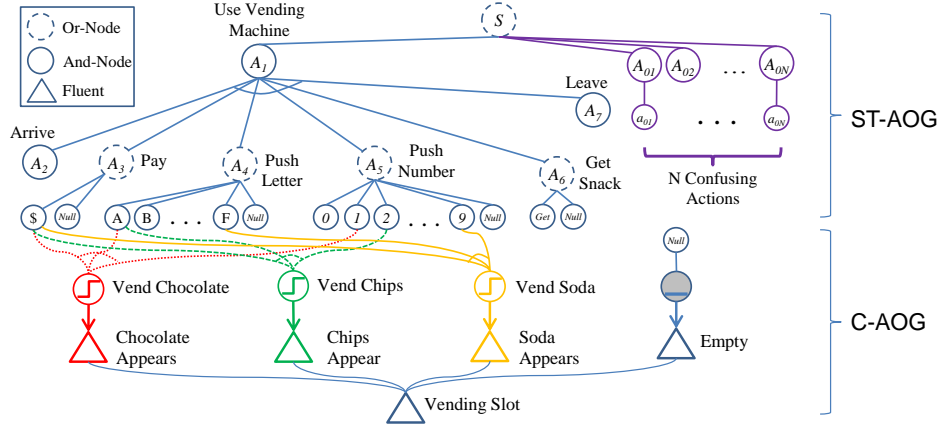 Or-Node
And-Node
Fluent
Use Vending
Machine
S
A1
A01
A02
...
A0N
a01
. . .
a0N
N Confusing
Actions
Leave
A7
Arrive
A2
A3
Pay
A4
Push
Letter
A5
Push
Number
A6
Get
Snack
$
Null
A
B
. . .
F
Null
0
1
2
. . .
9
Null
Get
Null
ST-AOG
Null
Vend Chocolate
Vend Chips
Vend Soda
Chocolate
Appears
Chips
Appear
Soda
Appears
Empty
C-AOG
Vending Slot